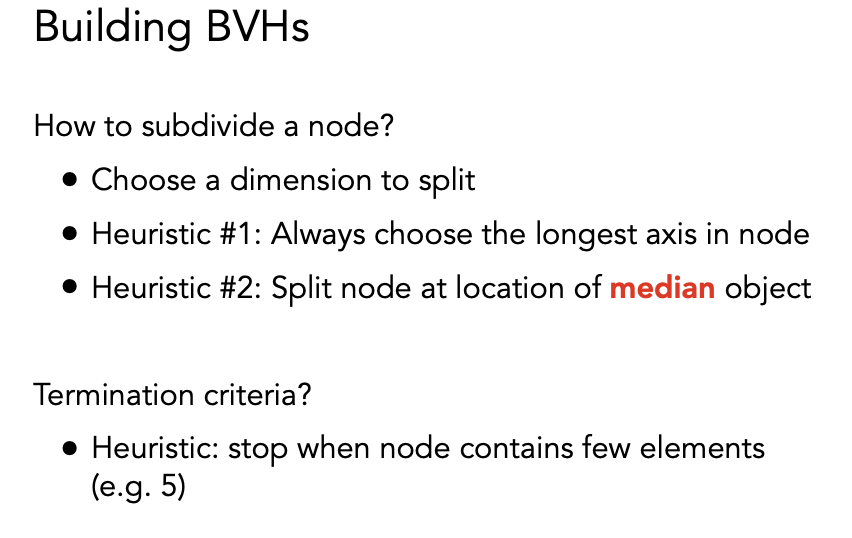 Building BVHs
How to subdivide a node?
• Choose a dimension to split
• Heuristic #1: Always choose the longest axis in node
• Heuristic #2: Split node at location of median object
Termination criteria?
• Heuristic: stop when node contains few elements
(e.g. 5)